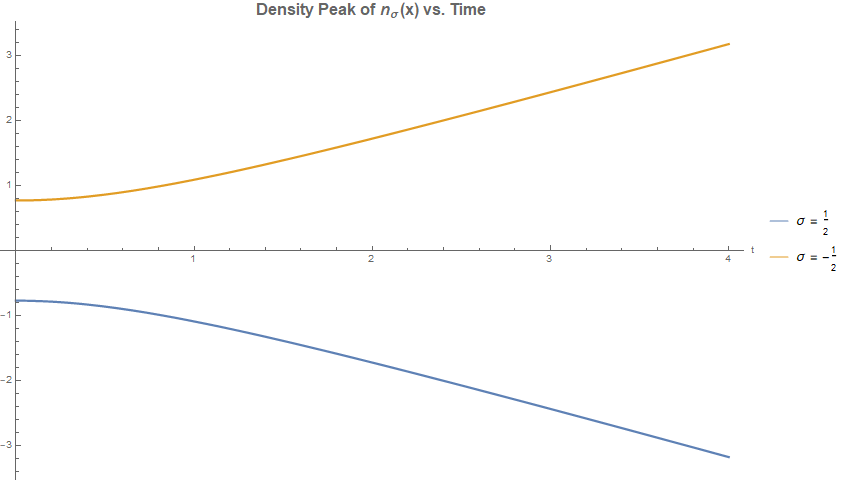 Density Peak of nσ(x) vs. Time
3
2
1
1
2
3
4
t
-1
-2
-3
σ = 1/2
σ = -1/2